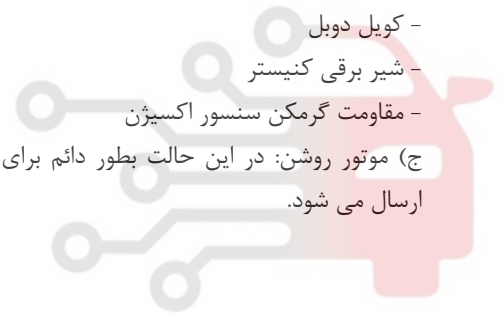 - کویل دوبل
- شیر برقی کنیستر
- مقاومت گرمکن سنسور اکسیژن
ج) موتور روشن: در این حالت بطور دائم برای
ارسال می شود.